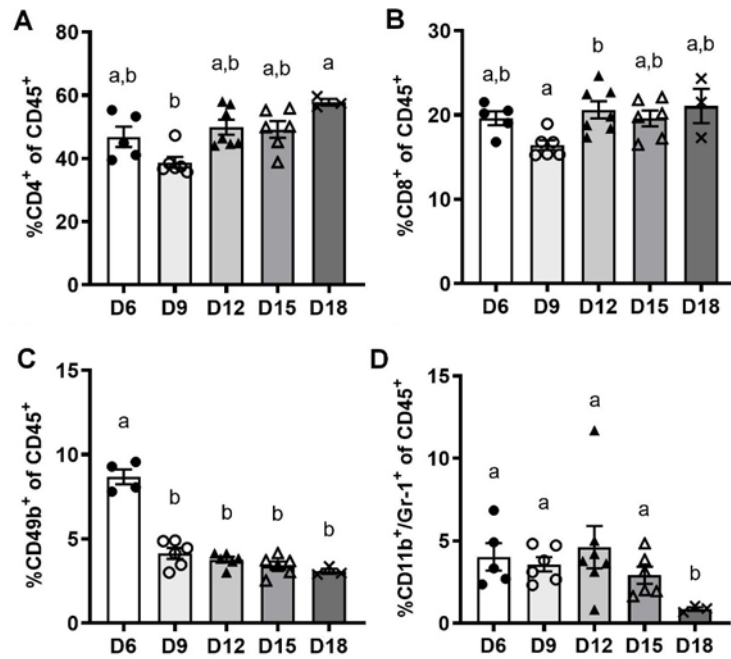 A
%CD4⁺ of CD45⁺
80
60
40
20
0
a,b
b
a,b
a,b
a
D6 D9 D12 D15 D18
B
%CD8⁺ of CD45⁺
30
20
10
0
a,b
a
b
a,b
a,b
D6 D9 D12 D15 D18
C
%CD49b⁺ of CD45⁺
15
10
5
0
a
b
b
b
b
D6 D9 D12 D15 D18
D
%CD11b⁺/Gr-1⁺ of CD45⁺
15
10
5
0
a
a
a
a
b
D6 D9 D12 D15 D18